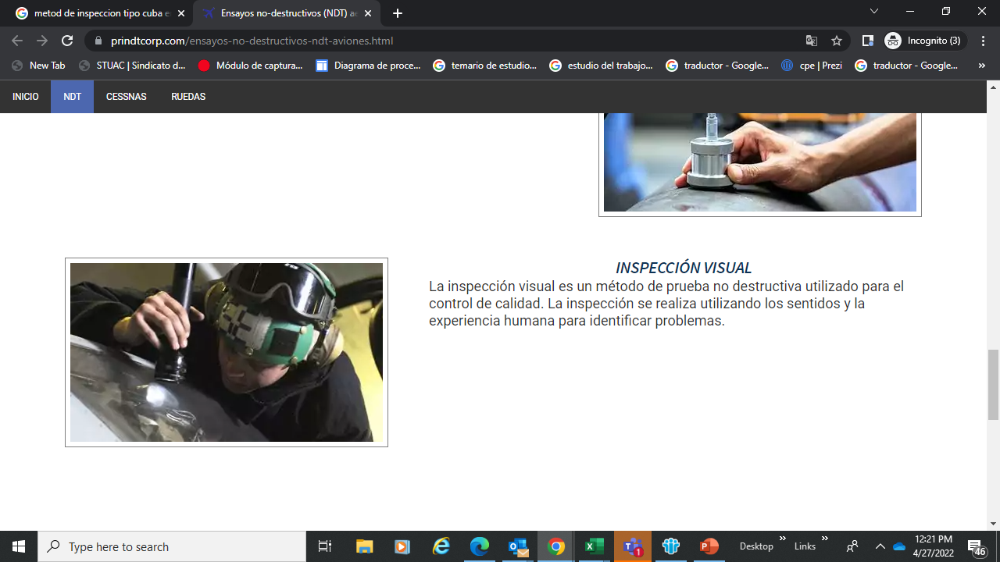 metod de inspeccion tipo cuba e
Ensayos no-destructivos (NDT) ae
prindtcorp.com/ensayos-no-destructivos-ndt-aviones.html
Incognito (3)
New Tab
STUAC | Sindicato d...
Módulo de captura...
Diagrama de proce...
temario de estudio...
estudio del trabajo...
traductor - Google...
cpe | Prezi
traductor - Google...
»
INICIO
NDT
CESSNAS
RUEDAS
INSPECCIÓN VISUAL
La inspección visual es un método de prueba no destructiva utilizado para el
control de calidad. La inspección se realiza utilizando los sentidos y la
experiencia humana para identificar problemas.
Type here to search
1
Desktop
»
Links
»
12:21 PM
4/27/2022
46